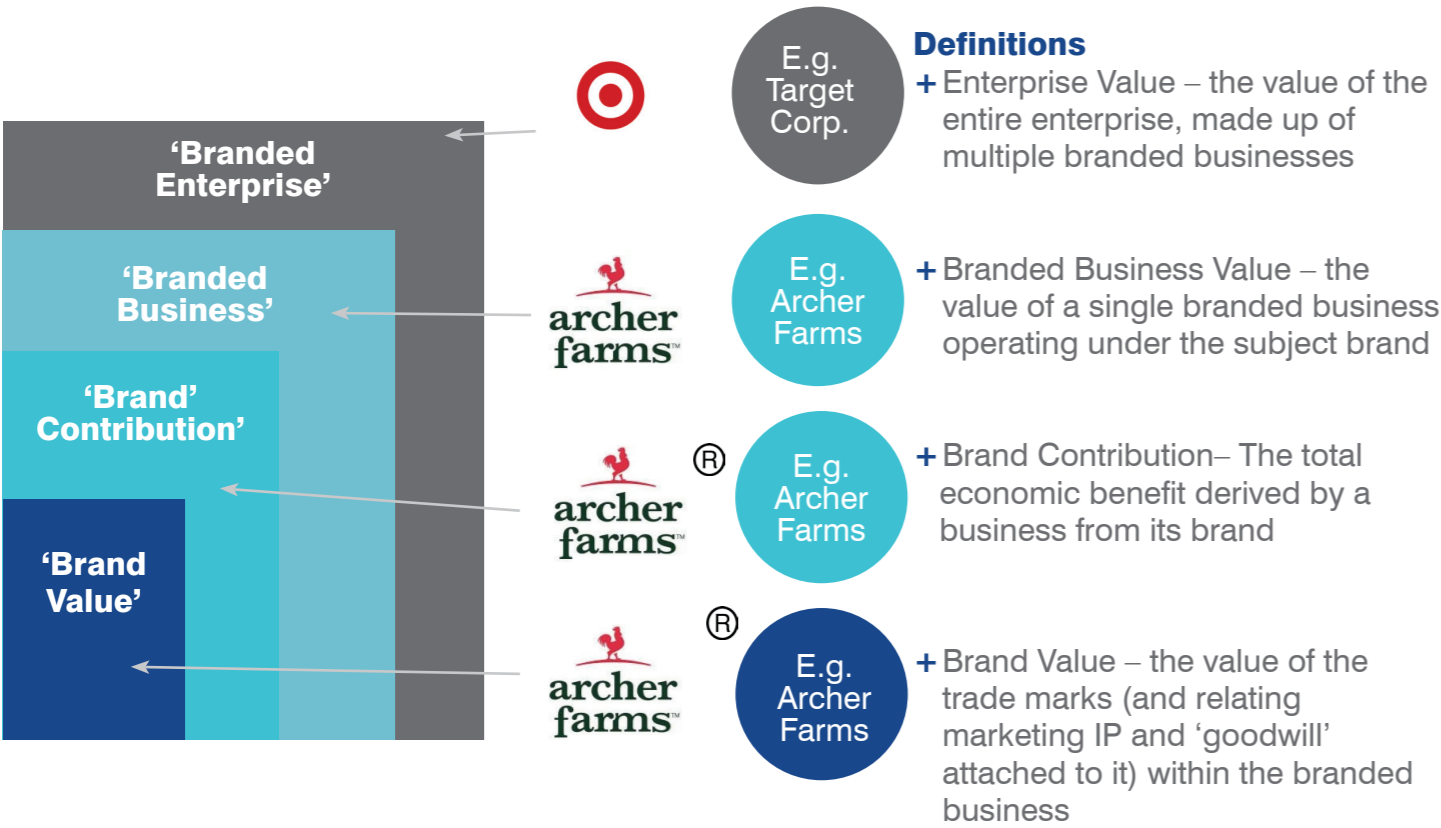 ‘Branded
Enterprise’
‘Branded
Business’
‘Brand’
Contribution’
‘Brand
Value’
archer
farms™
archer
farms™
®
archer
farms™
®
E.g.
Target
Corp.
E.g.
Archer
Farms
E.g.
Archer
Farms
E.g.
Archer
Farms
Definitions
+ Enterprise Value – the value of the
entire enterprise, made up of
multiple branded businesses
+ Branded Business Value – the
value of a single branded business
operating under the subject brand
+ Brand Contribution– The total
economic benefit derived by a
business from its brand
+ Brand Value – the value of the
trade marks (and relating
marketing IP and ‘goodwill’
attached to it) within the branded
business